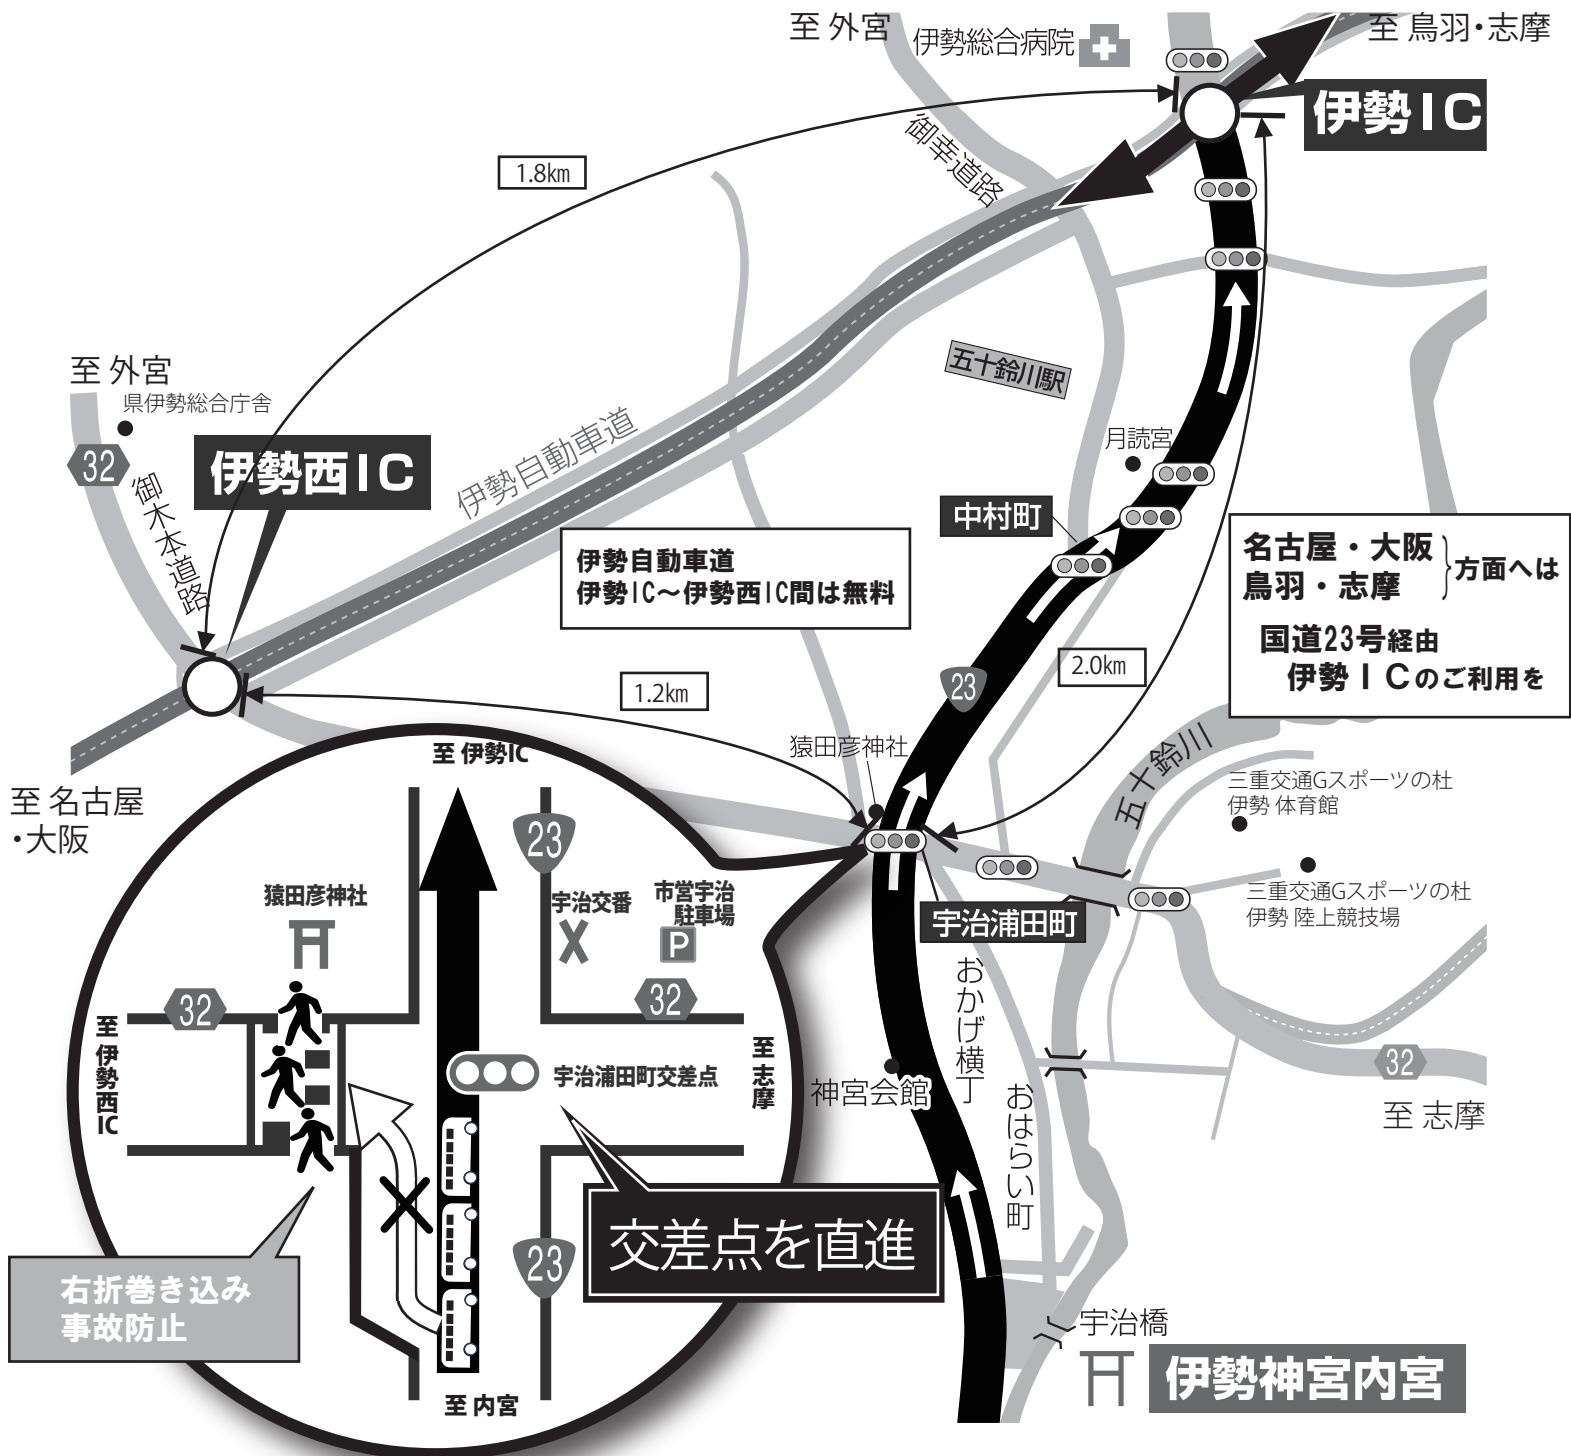 至 外宮
伊勢総合病院
至 鳥羽・志摩
伊勢IC
御幸道路
1.8km
至 外宮
県伊勢総合庁舎
32
御木本道路
伊勢西IC
伊勢自動車道
五十鈴川駅
月読宮
中村町
伊勢自動車道
伊勢IC～伊勢西IC間は無料
名古屋・大阪
鳥羽・志摩
方面へは
国道23号経由
伊勢ICのご利用を
2.0km
23
1.2km
猿田彦神社
五十鈴川
三重交通Gスポーツの杜
伊勢 体育館
三重交通Gスポーツの杜
伊勢 陸上競技場
至 名古屋
・大阪
宇治浦田町
おかげ横丁
神宮会館
おはらい町
32
至 志摩
宇治橋
伊勢神宮内宮
至 伊勢IC
23
猿田彦神社
宇治交番
市営宇治
駐車場
P
32
32
至 伊勢西IC
至 志摩
宇治浦田町交差点
交差点を直進
23
右折巻き込み
事故防止
至 内宮